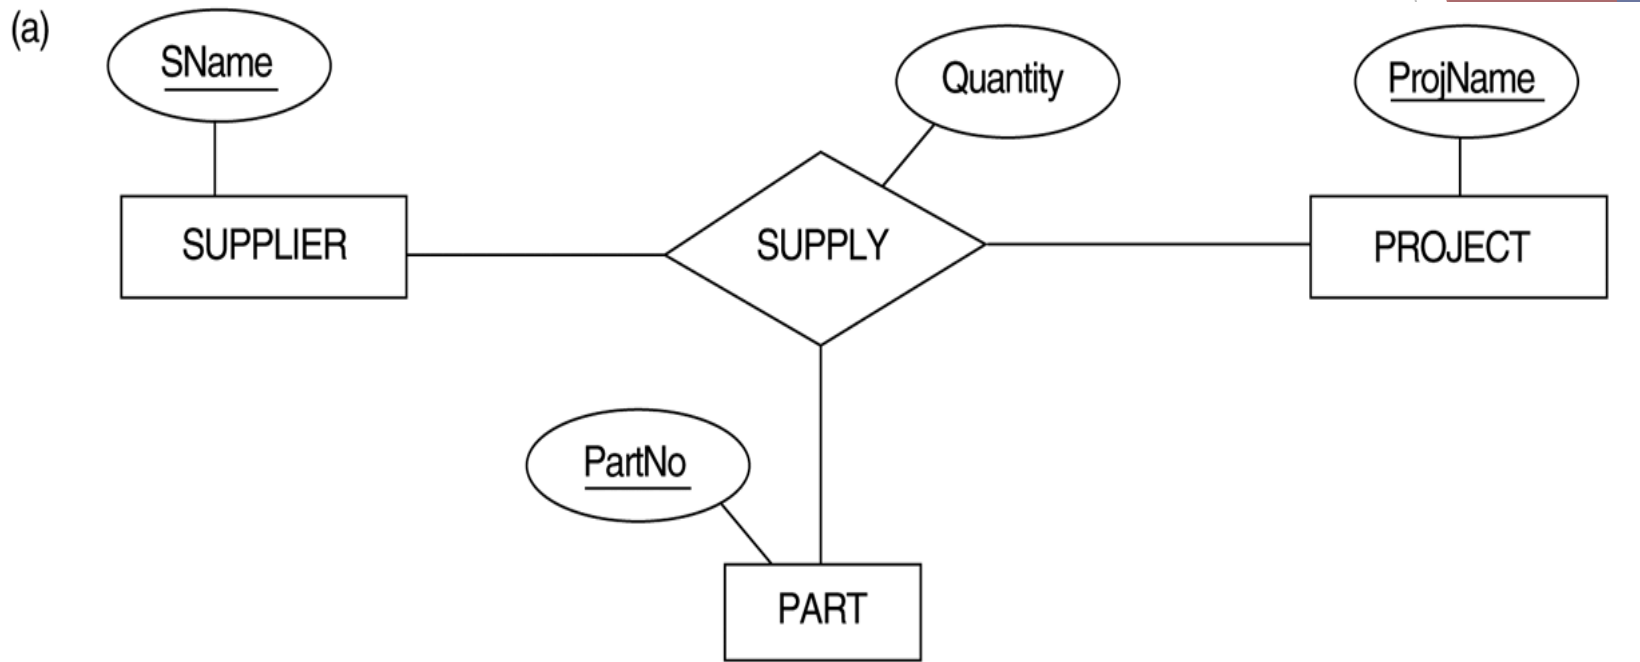 (a)
SName
Quantity
ProjName
SUPPLIER
SUPPLY
PROJECT
PartNo
PART